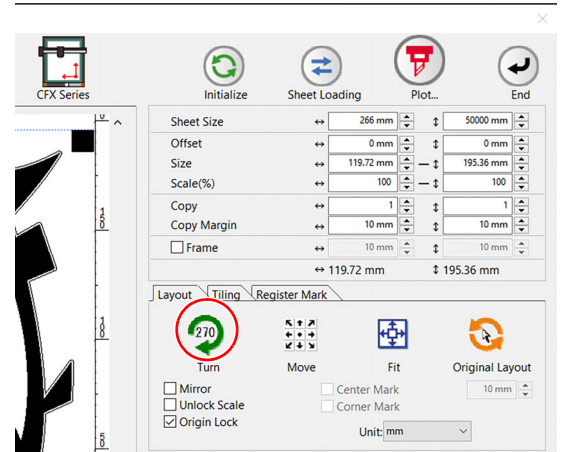 CFX Series
Initialize
Sheet Loading
Plot...
End
Sheet Size 266 mm 50000 mm
Offset 0 mm 0 mm
Size 119.72 mm 195.36 mm
Scale(%) 100 100
Copy 1 1
Copy Margin 10 mm 10 mm
Frame 10 mm 10 mm
119.72 mm 195.36 mm
Layout Tiling Register Mark
270
Turn Move Fit Original Layout
Mirror Center Mark 10 mm
Unlock Scale Corner Mark
Origin Lock
Unit: mm